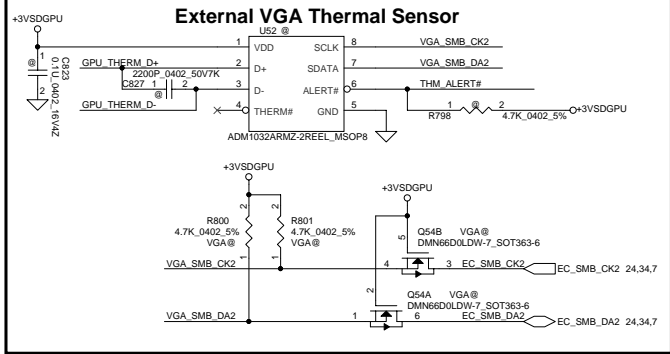 External VGA Thermal Sensor
+3VSDGPU
U52 @
1 VDD SCLK 8 VGA_SMB_CK2
GPU_THERM_D+ 2 D+ SDATA 7 VGA_SMB_DA2
2200P_0402_50V7K
C827 1 2
@
3 D- ALERT# 6 THM_ALERT#
GPU_THERM_D-
4 THERM# GND 5
ADM1032ARMZ-2REEL_MSOP8
1
@
2
C823
0.1U_0402_16V4Z
1 @ 2 +3VSDGPU
R798 4.7K_0402_5%
+3VSDGPU
+3VSDGPU
2 2
R800
4.7K_0402_5%
VGA@
R801
4.7K_0402_5%
VGA@
1 1
5
Q54B VGA@
DMN66D0LDW-7_SOT363-6
VGA_SMB_CK2 4 3 EC_SMB_CK2 EC_SMB_CK2 24,34,7
2
Q54A VGA@
DMN66D0LDW-7_SOT363-6
VGA_SMB_DA2 1 6 EC_SMB_DA2 EC_SMB_DA2 24,34,7